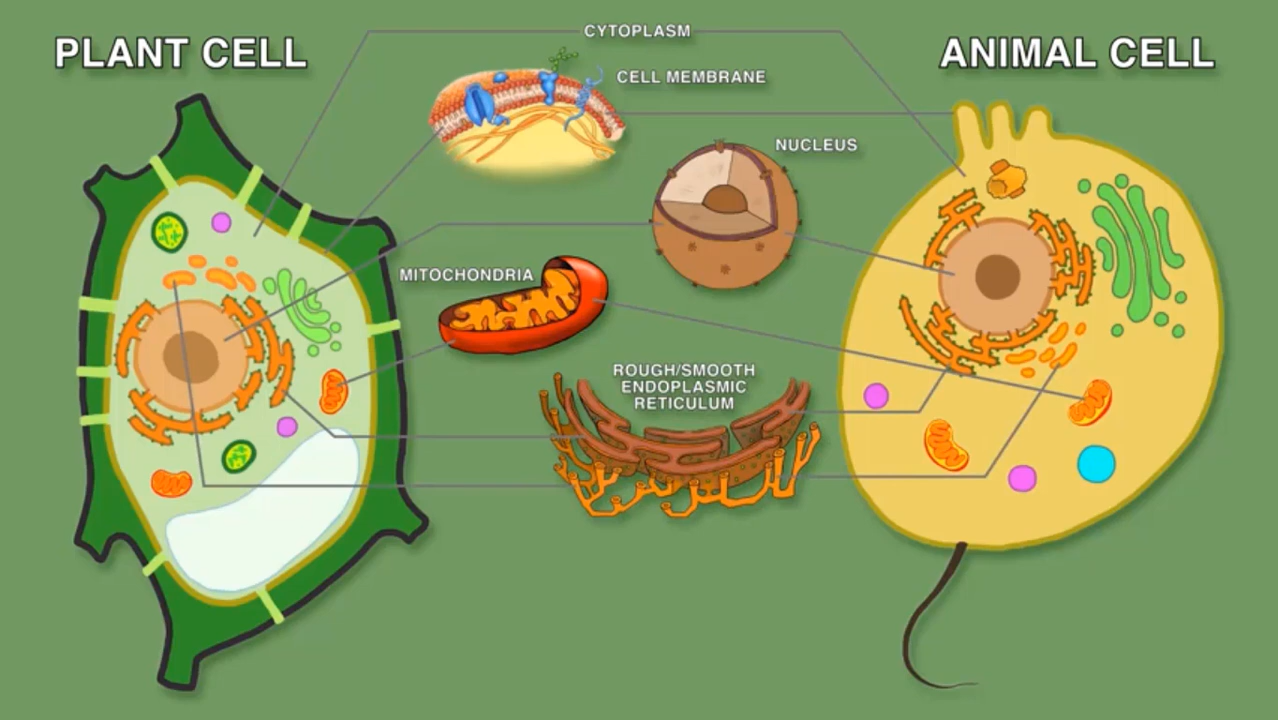 PLANT CELL
CYTOPLASM
ANIMAL CELL
CELL MEMBRANE
NUCLEUS
MITOCHONDRIA
ROUGH/SMOOTH
ENDOPLASMIC
RETICULUM